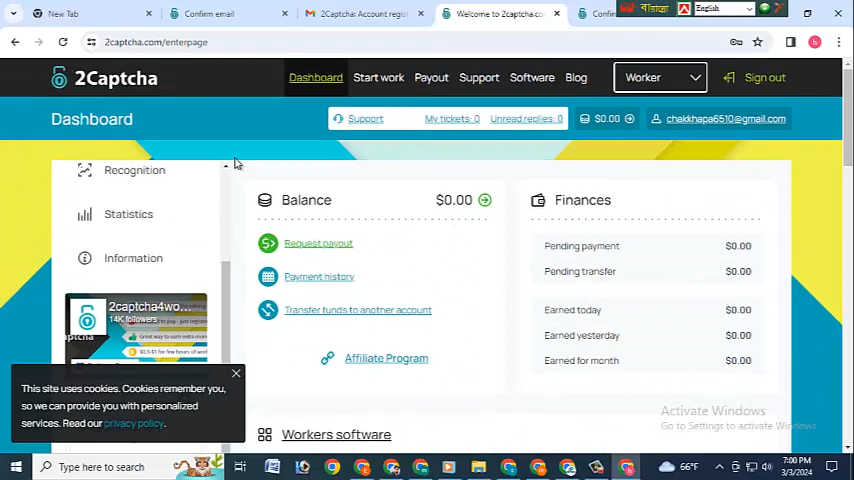 New Tab
Confirm email
2Captcha: Account regis
Welcome to 2captcha.co
Confirm
বায়ান্নো
English
2captcha.com/enterpage
2Captcha
Dashboard
Start work
Payout
Support
Software
Blog
Worker
Sign out
Dashboard
Support
My tickets: 0
Unread replies: 0
$0.00
chakkhapa6510@gmail.com
Recognition
Statistics
Information
2captcha4wo...
14K followers
Balance
$0.00
Request payout
Payment history
Transfer funds to another account
Affiliate Program
Workers software
Finances
Pending payment
$0.00
Pending transfer
$0.00
Earned today
$0.00
Earned yesterday
$0.00
Earned for month
$0.00
This site uses cookies. Cookies remember you,
so we can provide you with personalized
services. Read our privacy policy.
Activate Windows
Go to Settings to activate Windows.
Type here to search
66°F
7:00 PM
3/3/2024